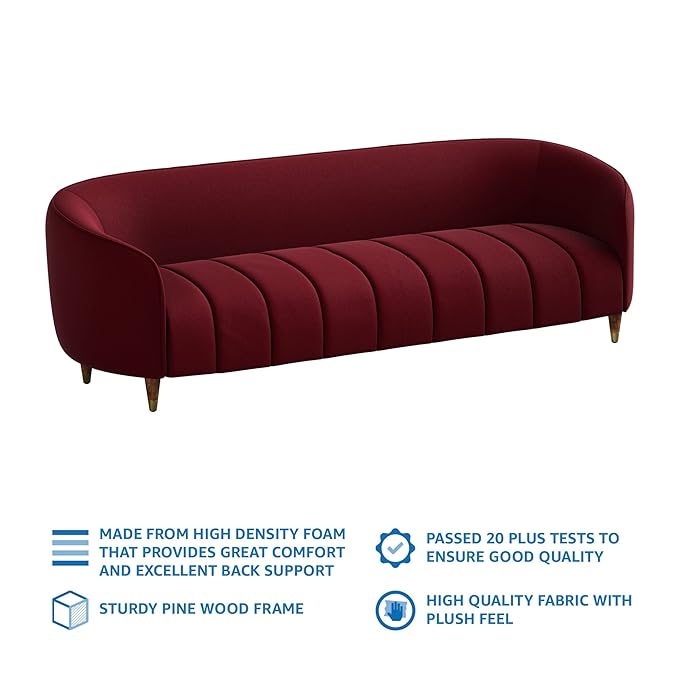 MADE FROM HIGH DENSITY FOAM
THAT PROVIDES GREAT COMFORT
AND EXCELLENT BACK SUPPORT
STURDY PINE WOOD FRAME
PASSED 20 PLUS TESTS TO
ENSURE GOOD QUALITY
HIGH QUALITY FABRIC WITH
PLUSH FEEL